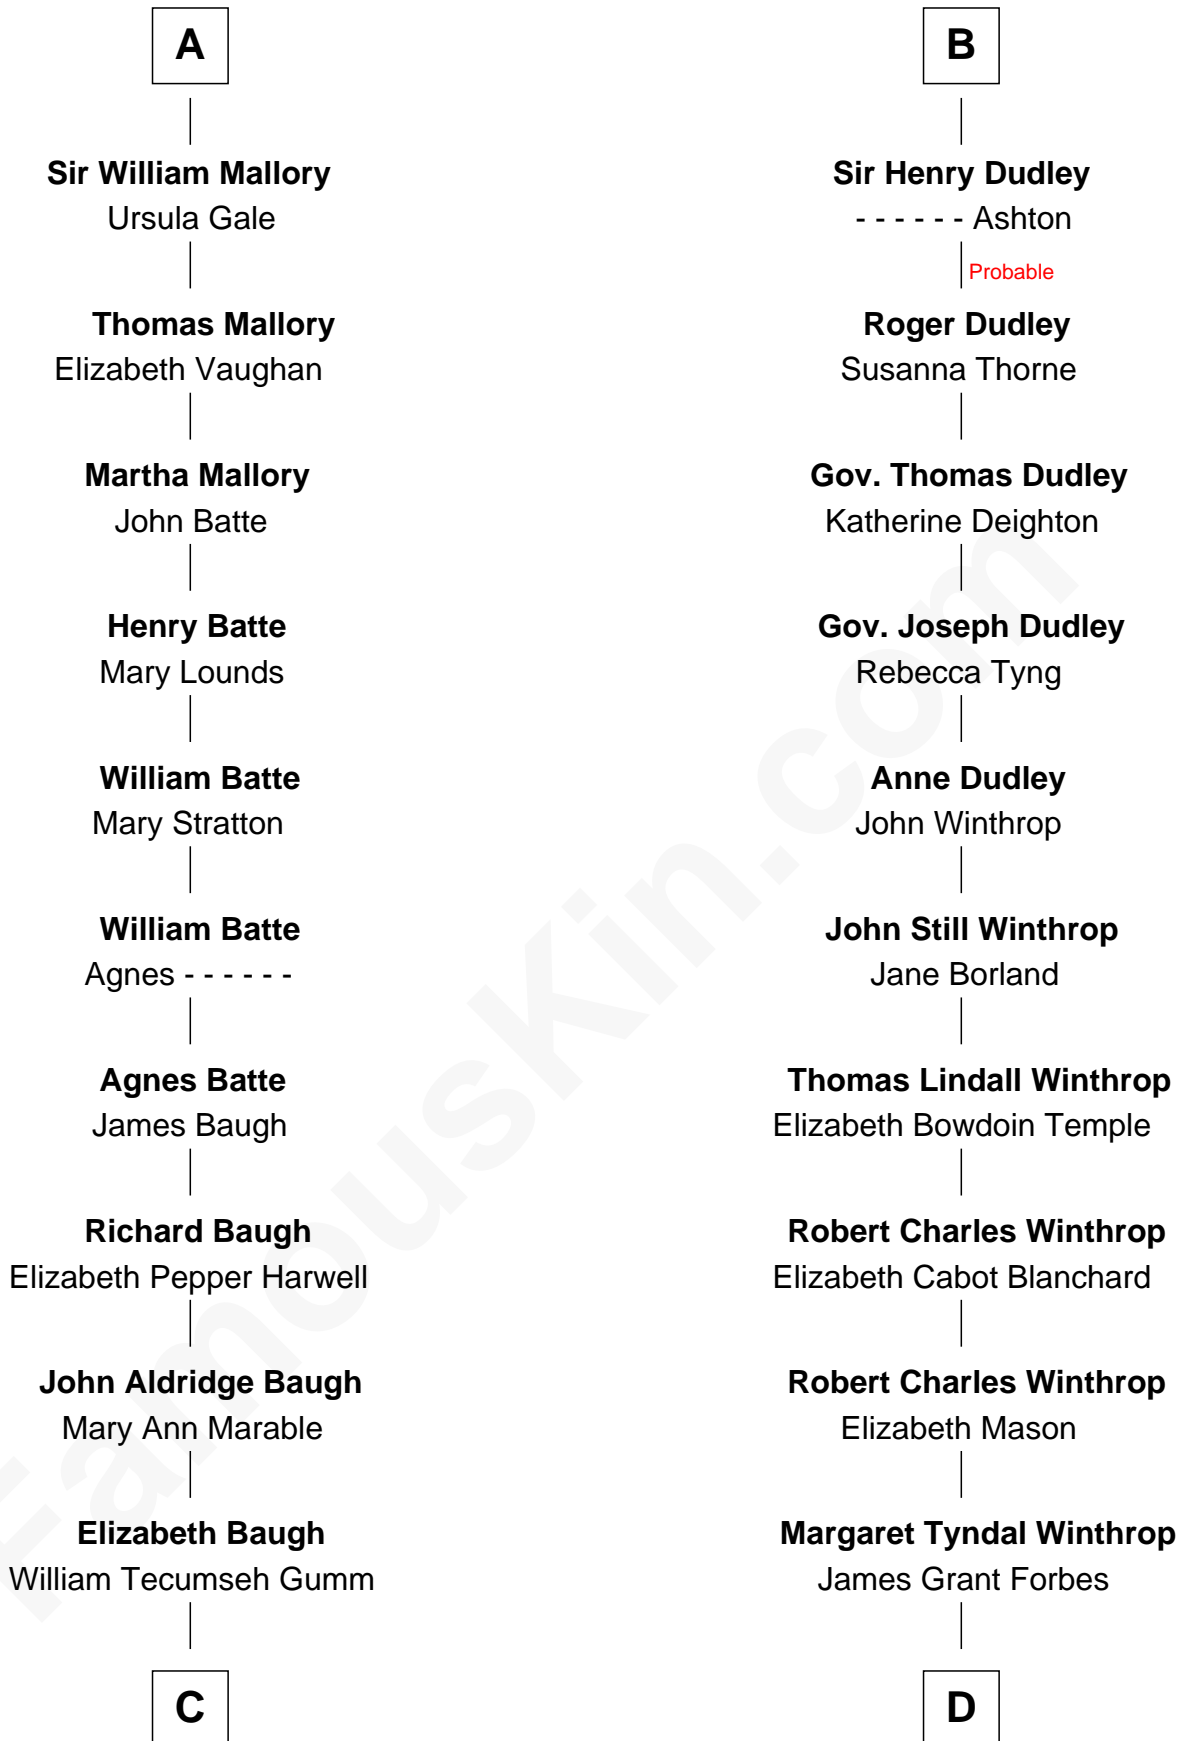 A
Sir William Mallory
Ursula Gale
Thomas Mallory
Elizabeth Vaughan
Martha Mallory
John Batte
Henry Batte
Mary Lounds
William Batte
Mary Stratton
William Batte
Agnes - - - - - -
Agnes Batte
James Baugh
Richard Baugh
Elizabeth Pepper Harwell
John Aldridge Baugh
Mary Ann Marable
Elizabeth Baugh
William Tecumseh Gumm
C
B
Sir Henry Dudley
- - - - - - Ashton
Probable
Roger Dudley
Susanna Thorne
Gov. Thomas Dudley
Katherine Deighton
Gov. Joseph Dudley
Rebecca Tyng
Anne Dudley
John Winthrop
John Still Winthrop
Jane Borland
Thomas Lindall Winthrop
Elizabeth Bowdoin Temple
Robert Charles Winthrop
Elizabeth Cabot Blanchard
Robert Charles Winthrop
Elizabeth Mason
Margaret Tyndal Winthrop
James Grant Forbes
D
FamousKin.com